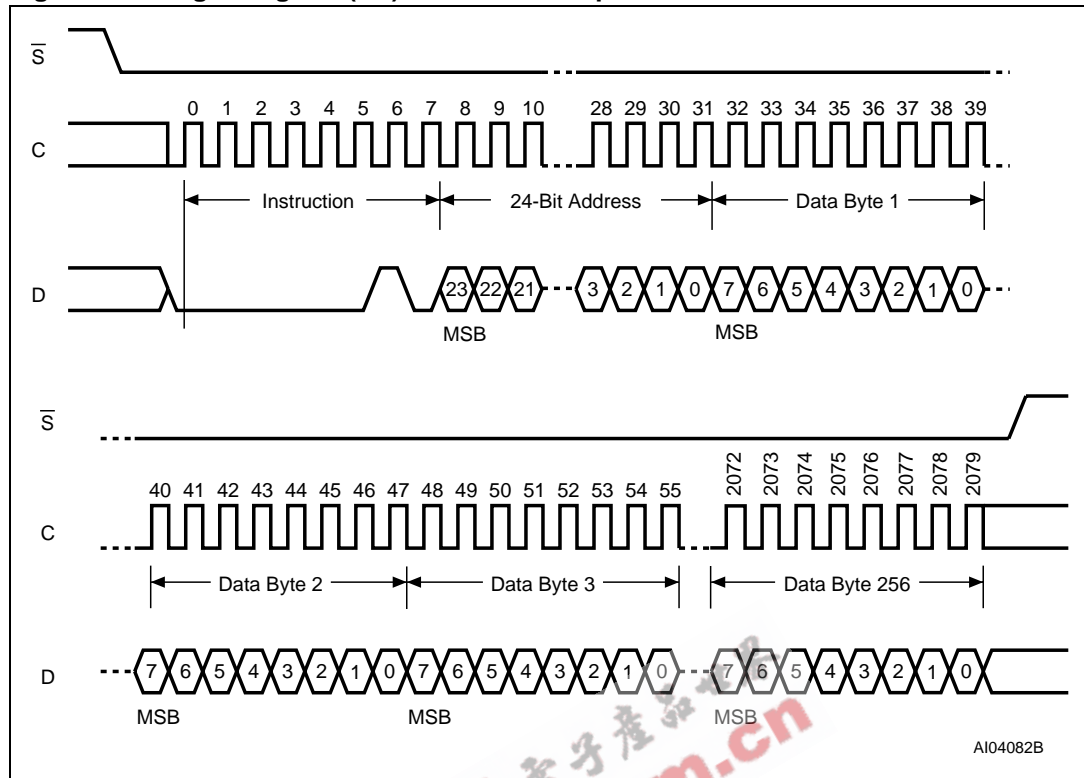 S
0 1 2 3 4 5 6 7 8 9 10 28 29 30 31 32 33 34 35 36 37 38 39
C
Instruction 24-Bit Address Data Byte 1
D 23 22 21 3 2 1 0 7 6 5 4 3 2 1 0
MSB MSB
S
40 41 42 43 44 45 46 47 48 49 50 51 52 53 54 55 2072 2073 2074 2075 2076 2077 2078 2079
C
Data Byte 2 Data Byte 3 Data Byte 256
D 7 6 5 4 3 2 1 0 7 6 5 4 3 2 1 0 7 6 5 4 3 2 1 0
MSB MSB MSB
AI04082B